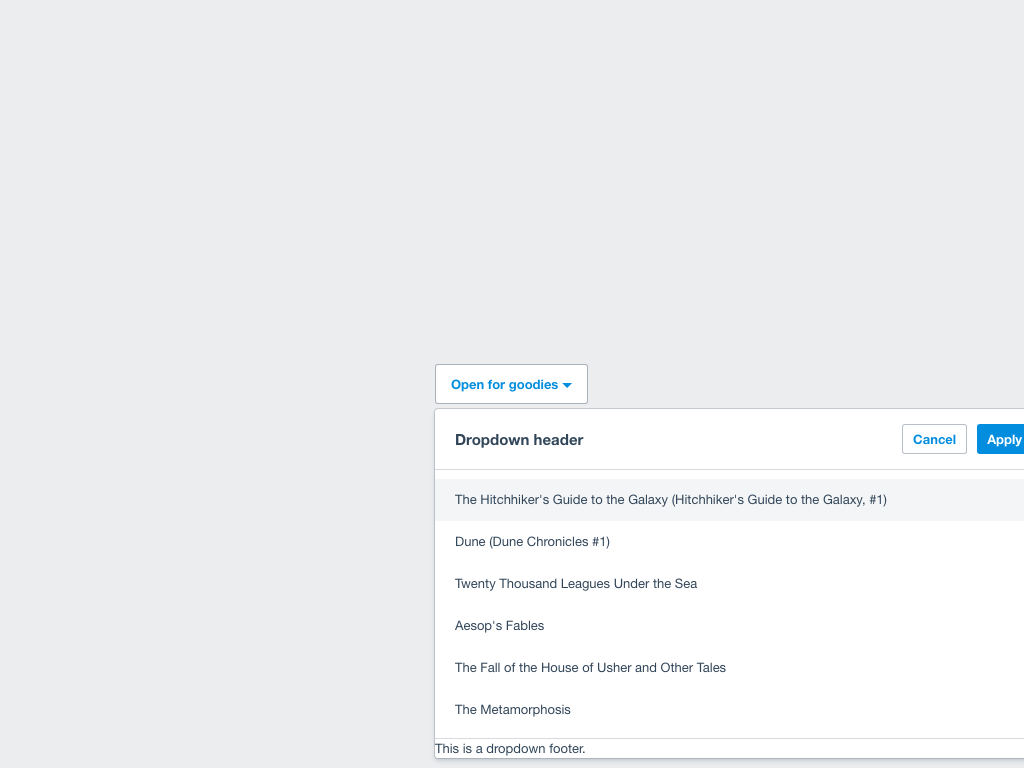 Open for goodies
Dropdown header
Cancel
Apply
The Hitchhiker's Guide to the Galaxy (Hitchhiker's Guide to the Galaxy, #1)
Dune (Dune Chronicles #1)
Twenty Thousand Leagues Under the Sea
Aesop's Fables
The Fall of the House of Usher and Other Tales
The Metamorphosis
This is a dropdown footer.